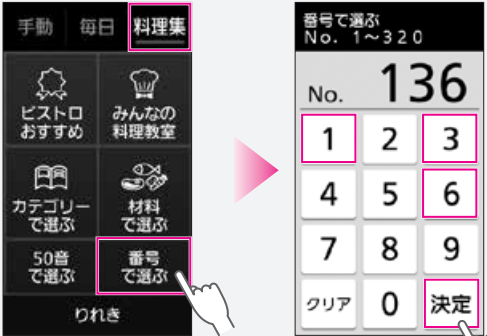 手動 毎日 料理集
ビストロ
おすすめ
みんなの
料理教室
カテゴリー
で選ぶ
材料
で選ぶ
50音
で選ぶ
番号
で選ぶ
りれき
番号で選ぶ
No. 1~320
No. 136
1 2 3
4 5 6
7 8 9
クリア 0 決定